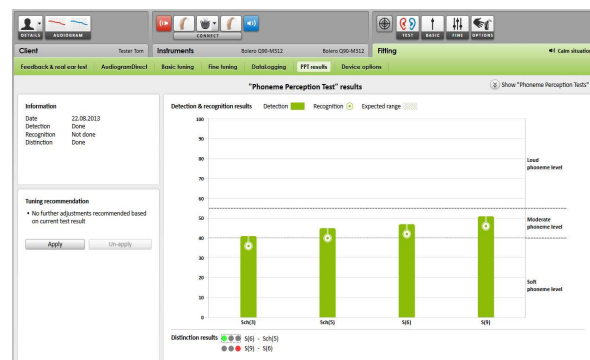 DETAILS AUDIOGRAM CONNECT TEST BASIC FINE OPTIONS
Client Tester Tom Instruments Bolero Q90-M312 Bolero Q90-M312 Fitting Calm situation
Feedback & real ear test AudiogramDirect Basic tuning Fine tuning DataLogging PPT results Device options
"Phoneme Perception Test" results Show "Phoneme Perception Tests"
Information
Date 22.08.2013
Detection Done
Recognition Not done
Distinction Done
Tuning recommendation
• No further adjustments recommended based
on current test result
Apply Un-apply
Detection & recognition results Detection Recognition Expected range
100
90
80
70
60
50
40
30
20
10
0
Loud
phoneme level
Moderate
phoneme level
Soft
phoneme level
Sch(3) Sch(5) S(6) S(9)
Distinction results S(6) - Sch(5)
S(9) - S(6)